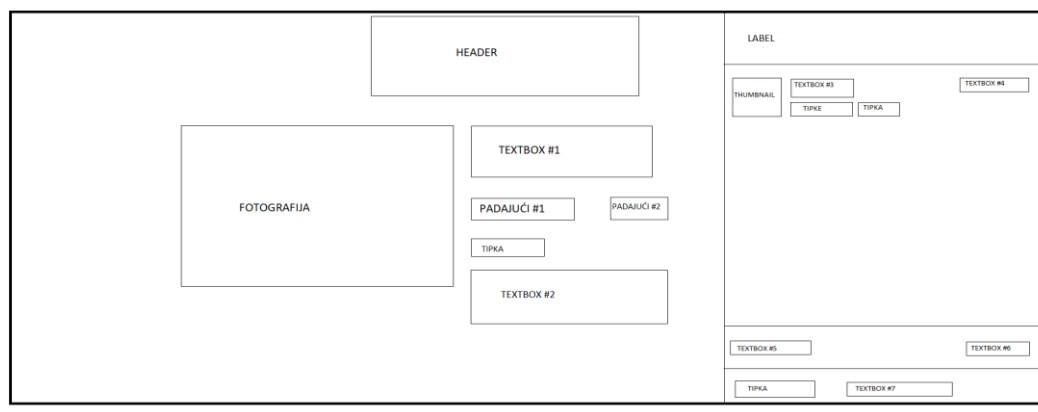 HEADER
LABEL
THUMBNAIL
TEXTBOX #3
TEXTBOX #4
TIPKE
TIPKA
TEXTBOX #1
FOTOGRAFIJA
PADAJUĆI #1
PADAJUĆI #2
TIPKA
TEXTBOX #2
TEXTBOX #5
TEXTBOX #6
TIPKA
TEXTBOX #7